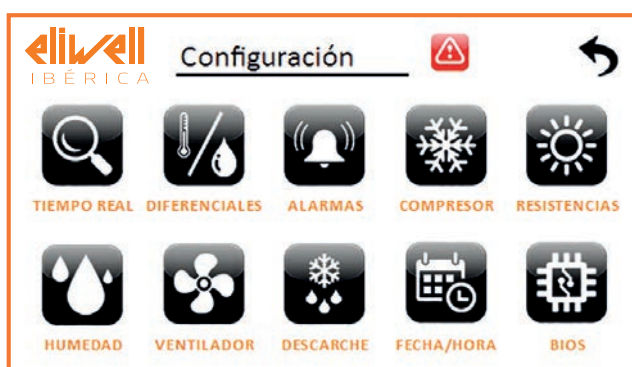 eliwell
IBÉRICA
Configuración
TIEMPO REAL DIFERENCIALES ALARMAS COMPRESOR RESISTENCIAS
HUMEDAD VENTILADOR DESCARCHE FECHA/HORA BIOS